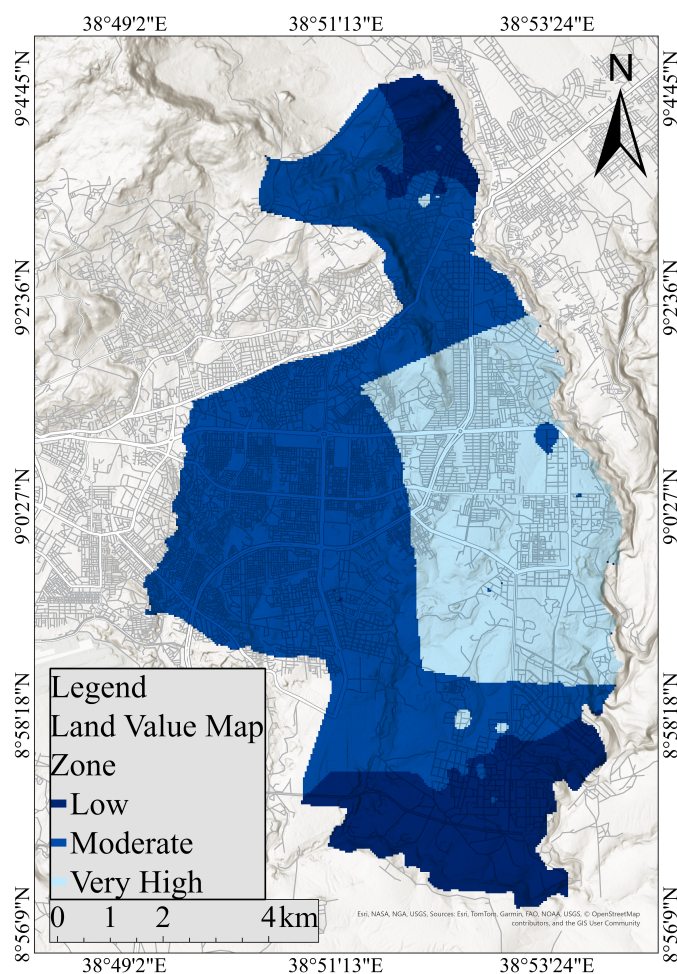 38°49'2"E 38°51'13"E 38°53'24"E
N
9°4'45"N 9°4'45"N
9°2'36"N 9°2'36"N
9°0'27"N 9°0'27"N
8°58'18"N 8°58'18"N
8°56'9"N 8°56'9"N
Legend
Land Value Map
Zone
Low
Moderate
Very High
0 1 2 4 km
Esri, NASA, NGA, USGS, Sources: Esri, TomTom, Garmin, FAO, NOAA, USGS, © OpenStreetMap
contributors, and the GIS User Community
38°49'2"E 38°51'13"E 38°53'24"E